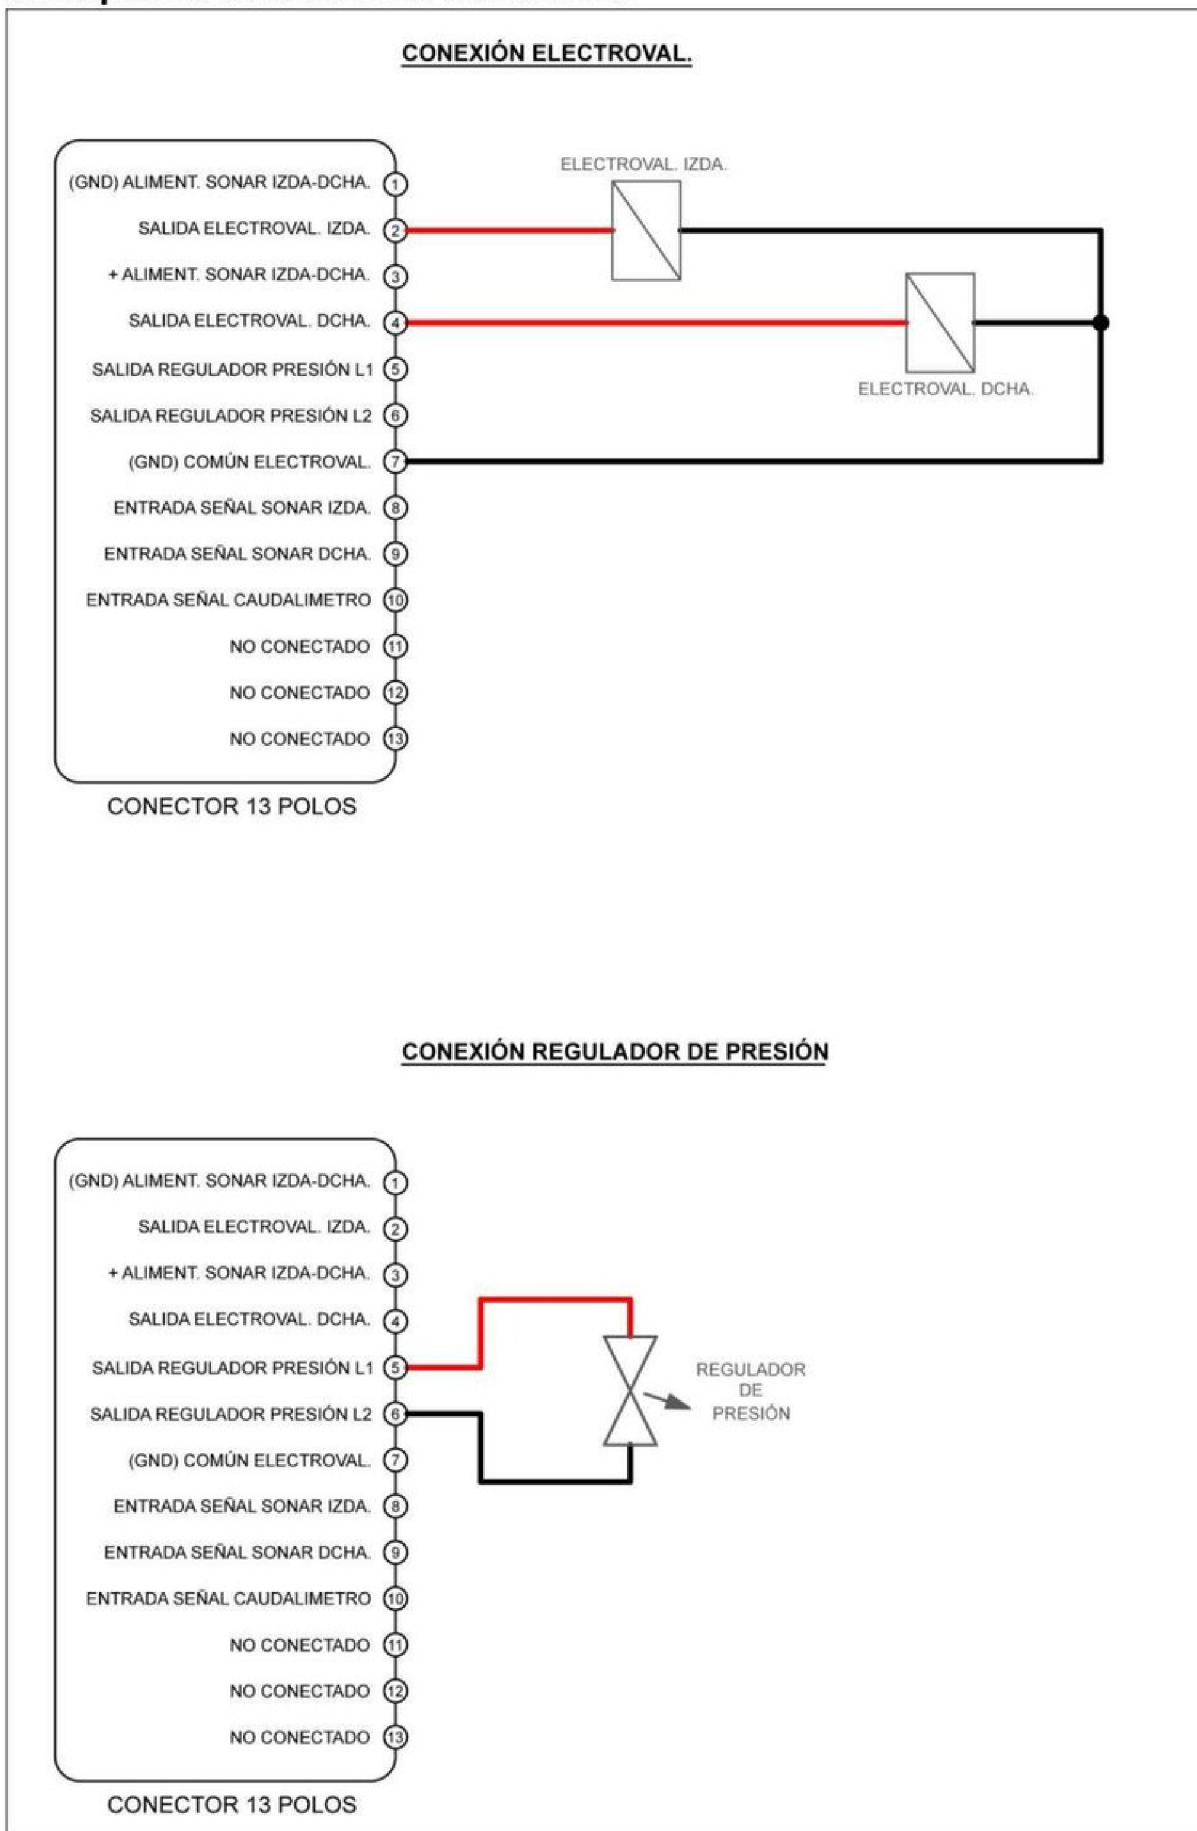 CONEXIÓN ELECTROVAL.
ELECTROVAL. IZDA.
(GND) ALIMENT. SONAR IZDA-DCHA. 1
SALIDA ELECTROVAL. IZDA. 2
+ ALIMENT. SONAR IZDA-DCHA. 3
SALIDA ELECTROVAL. DCHA. 4
SALIDA REGULADOR PRESIÓN L1 5
ELECTROVAL. DCHA.
SALIDA REGULADOR PRESIÓN L2 6
(GND) COMÚN ELECTROVAL. 7
ENTRADA SEÑAL SONAR IZDA. 8
ENTRADA SEÑAL SONAR DCHA. 9
ENTRADA SEÑAL CAUDALIMETRO 10
NO CONECTADO 11
NO CONECTADO 12
NO CONECTADO 13
CONECTOR 13 POLOS
CONEXIÓN REGULADOR DE PRESIÓN
(GND) ALIMENT. SONAR IZDA-DCHA. 1
SALIDA ELECTROVAL. IZDA. 2
+ ALIMENT. SONAR IZDA-DCHA. 3
SALIDA ELECTROVAL. DCHA. 4
SALIDA REGULADOR PRESIÓN L1 5
SALIDA REGULADOR PRESIÓN L2 6
REGULADOR
DE
PRESIÓN
(GND) COMÚN ELECTROVAL. 7
ENTRADA SEÑAL SONAR IZDA. 8
ENTRADA SEÑAL SONAR DCHA. 9
ENTRADA SEÑAL CAUDALIMETRO 10
NO CONECTADO 11
NO CONECTADO 12
NO CONECTADO 13
CONECTOR 13 POLOS